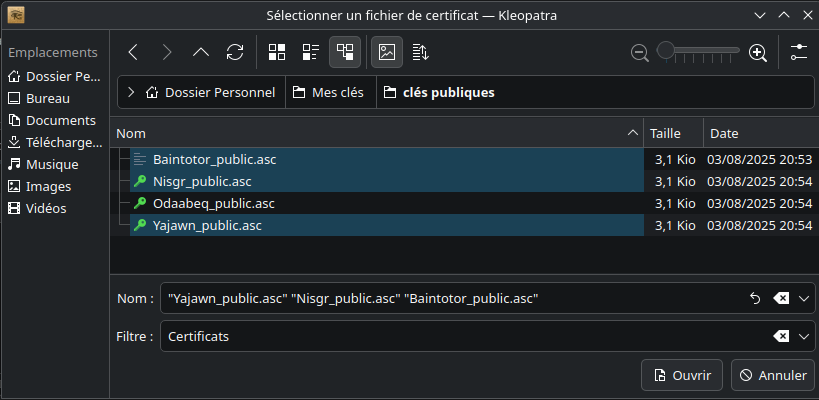 Sélectionner un fichier de certificat — Kleopatra
Emplacements
Dossier Pe...
Bureau
Documents
Télécharge...
Musique
Images
Vidéos
Dossier Personnel
Mes clés
clés publiques
Nom Taille Date
Baintotor_public.asc 3,1 Kio 03/08/2025 20:53
Nisgr_public.asc 3,1 Kio 03/08/2025 20:54
Odaabeq_public.asc 3,1 Kio 03/08/2025 20:54
Yajawn_public.asc 3,1 Kio 03/08/2025 20:54
Nom : "Yajawn_public.asc" "Nisgr_public.asc" "Baintotor_public.asc"
Filtre : Certificats
Ouvrir Annuler